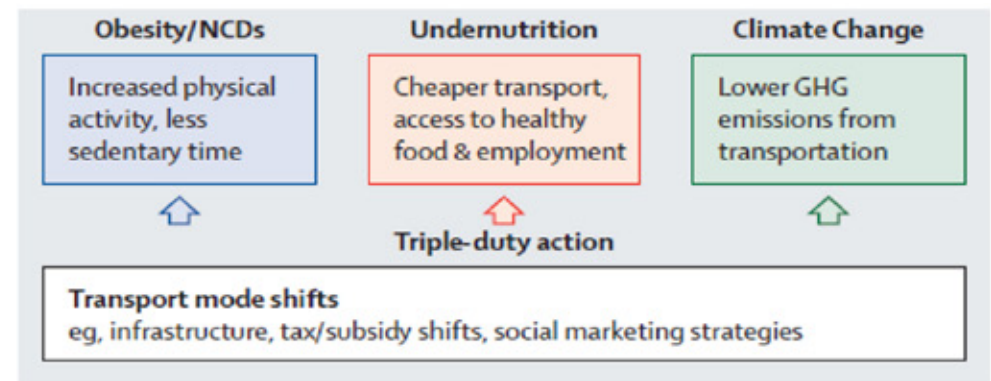 Obesity/NCDs
Undernutrition
Climate Change
Increased physical
activity, less
sedentary time
Cheaper transport,
access to healthy
food & employment
Lower GHG
emissions from
transportation
Triple-duty action
Transport mode shifts
eg, infrastructure, tax/subsidy shifts, social marketing strategies